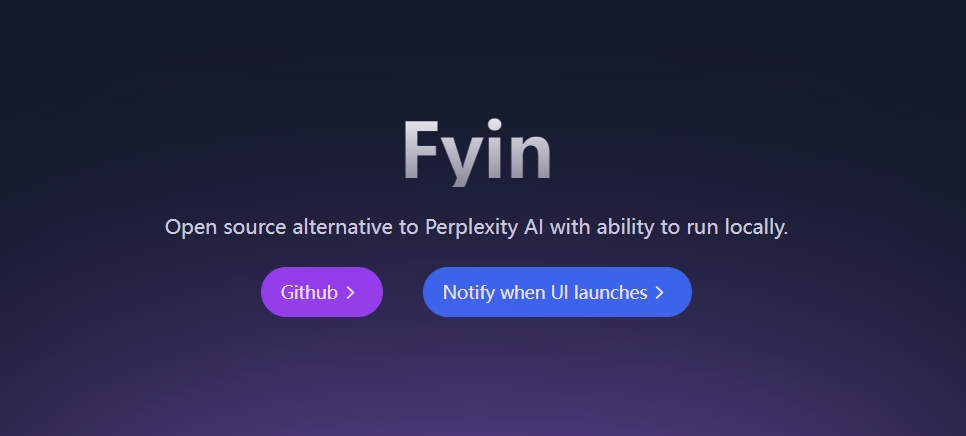 Fyin
Open source alternative to Perplexity AI with ability to run locally.
Github
Notify when UI launches